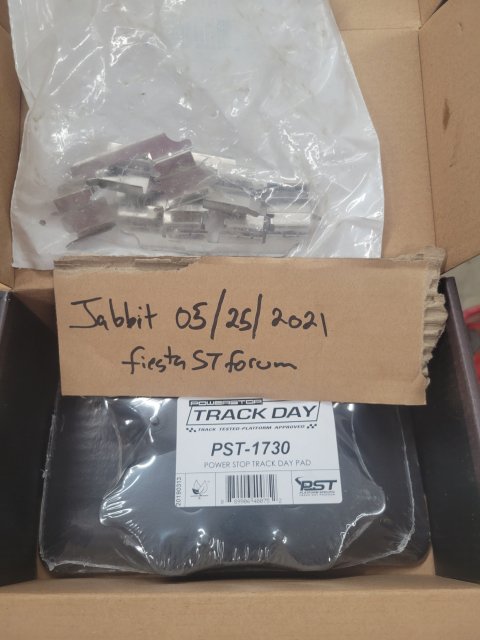 Jabbit 05/25/2021
fiesta ST forum
POWERSTOP
TRACK DAY
TRACK TESTED-PLATFORM APPROVED
PST-1730
POWER STOP TRACK DAY PAD
20190313
PST